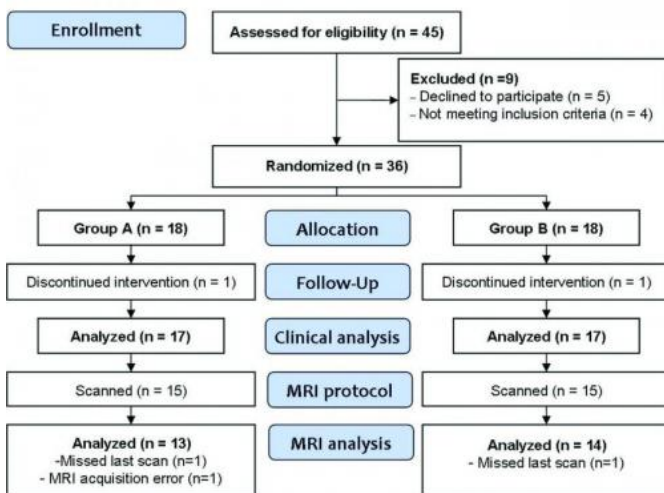 Enrollment
Assessed for eligibility (n = 45)
Excluded (n =9)
- Declined to participate (n = 5)
- Not meeting inclusion criteria (n = 4)
Randomized (n = 36)
Group A (n = 18)
Allocation
Group B (n = 18)
Discontinued intervention (n = 1)
Follow-Up
Discontinued intervention (n = 1)
Analyzed (n = 17)
Clinical analysis
Analyzed (n = 17)
Scanned (n = 15)
MRI protocol
Scanned (n = 15)
Analyzed (n = 13)
-Missed last scan (n=1)
- MRI acquisition error (n=1)
MRI analysis
Analyzed (n = 14)
- Missed last scan (n=1)